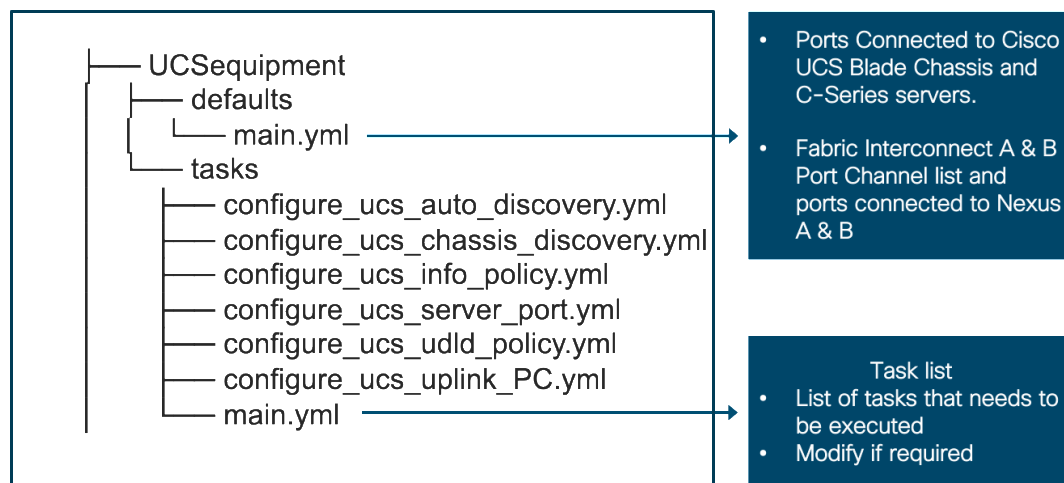 UCSequipment
defaults
main.yml
tasks
configure_ucs_auto_discovery.yml
configure_ucs_chassis_discovery.yml
configure_ucs_info_policy.yml
configure_ucs_server_port.yml
configure_ucs_udld_policy.yml
configure_ucs_uplink_PC.yml
main.yml
• Ports Connected to Cisco
UCS Blade Chassis and
C-Series servers.
• Fabric Interconnect A & B
Port Channel list and
ports connected to Nexus
A & B
Task list
• List of tasks that needs to
be executed
• Modify if required